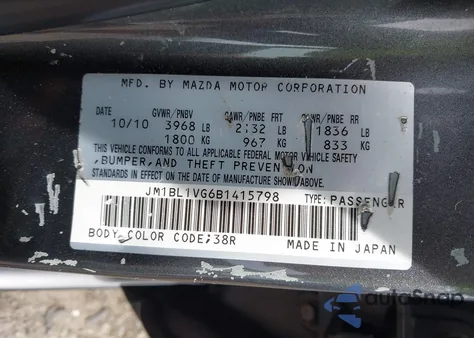 MFD. BY MAZDA MOTOR CORPORATION
DATE GVWR/PNBV GAWR/PNBE FRT GAWR/PNBE RR
10/10 3968 LB LB 1836 LB
1800 KG 967 KG 833 KG
THIS VEHICLE CONFORMS TO ALL APPLICABLE FEDERAL MOTOR VEHICLE SAFETY,
BUMPER, AND THEFT PREVENTION
STANDARDS IN EFFECT ON THE DATE OF MANUFACTURE SHOWN ABOVE.
JM1BL1VG6B1415798 TYPE: PASSENGER
BODY COLOR CODE:38R MADE IN JAPAN
autoSnap